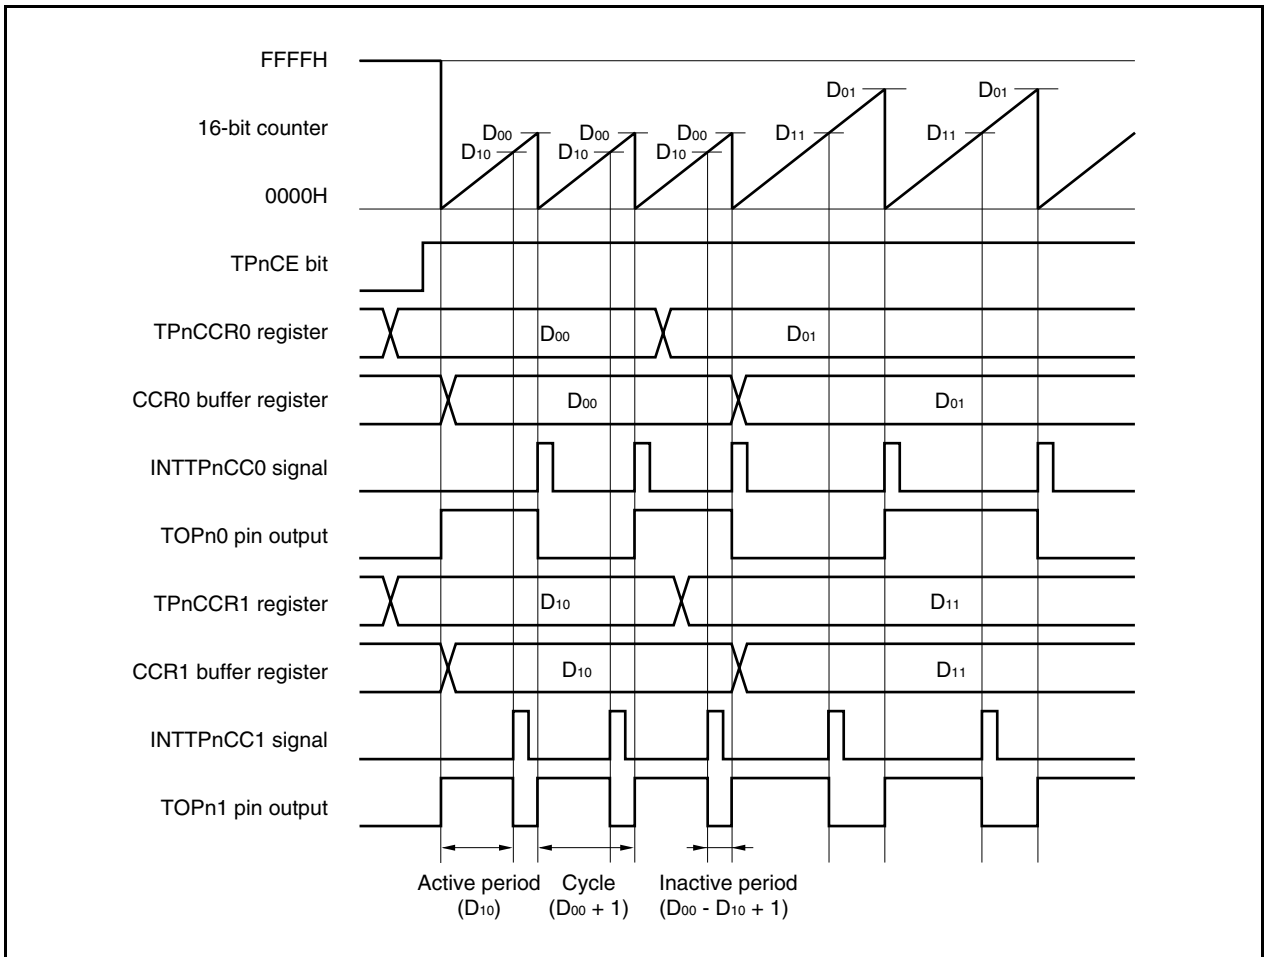 FFFFH
D01 D01
16-bit counter D00 D00 D00 D11 D11
D10 D10 D10
0000H
TPnCE bit
TPnCCR0 register D00 D01
CCR0 buffer register D00 D01
INTTPnCC0 signal
TOPn0 pin output
TPnCCR1 register D10 D11
CCR1 buffer register D10 D11
INTTPnCC1 signal
TOPn1 pin output
Active period Cycle Inactive period
(D10) (D00 + 1) (D00 - D10 + 1)